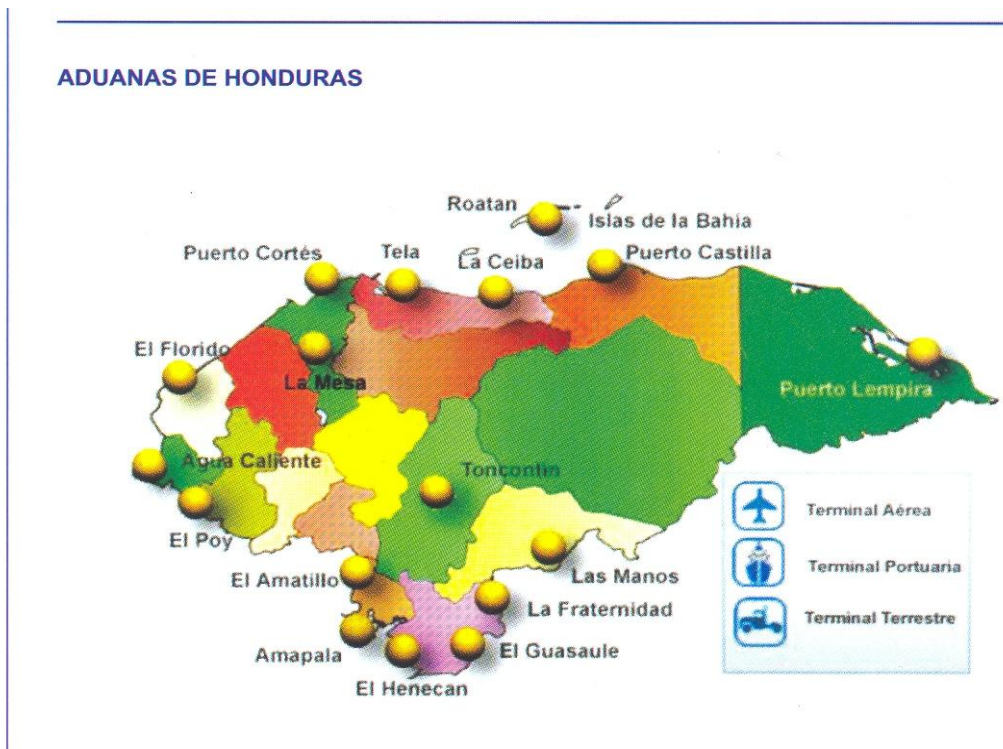 ADUANAS DE HONDURAS
Roatan
Islas de la Bahía
Puerto Cortés
Tela
La Ceiba
Puerto Castilla
El Florido
La Mesa
Puerto Lempira
Agua Caliente
Toncontin
El Poy
Terminal Aérea
Terminal Portuaria
Terminal Terrestre
El Amatillo
Las Manos
La Fraternidad
Amapala
El Guasaule
El Henecan